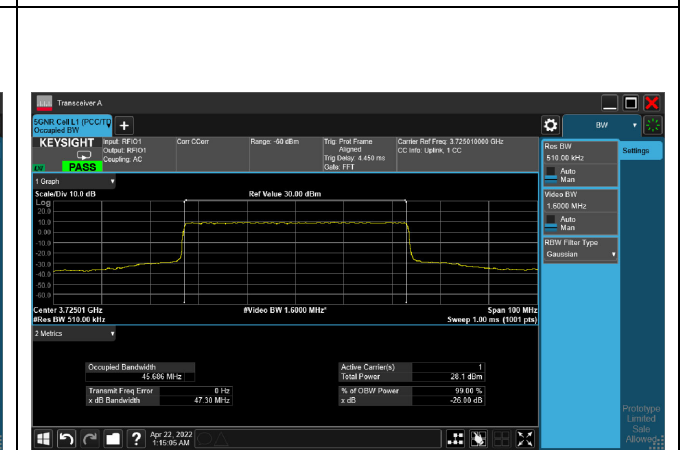 Transceiver A
5GNR Cell L1 (PCC/TD
Occupied BW
BW
KEYSIGHT
PASS
Input: RFIO1
Output: RFIO1
Coupling: AC
Corr CCorr
Range: -60 dBm
Trig: Prot Frame
Aligned
Trig Delay: 4.450 ms
Gate: FFT
Carrier Ref Freq: 3.725010000 GHz
CC Info: Uplink, 1 CC
Res BW
510.00 kHz
Auto
Man
Video BW
1.6000 MHz
Auto
Man
RBW Filter Type
Gaussian
Settings
1 Graph
Scale/Div 10.0 dB
Ref Value 30.00 dBm
Log
20.0
10.0
0.00
-10.0
-20.0
-30.0
-40.0
-50.0
-60.0
Center 3.72501 GHz
#Video BW 1.6000 MHz*
Span 100 MHz
#Res BW 510.00 kHz
Sweep 1.00 ms (1001 pts)
2 Metrics
Occupied Bandwidth
45.686 MHz
Active Carrier(s) 1
Total Power 28.1 dBm
Transmit Freq Error 0 Hz
x dB Bandwidth 47.30 MHz
% of OBW Power 99.00 %
x dB -26.00 dB
Prototype
Limited
Sale
Allowed
Apr 22, 2022
1:15:05 AM